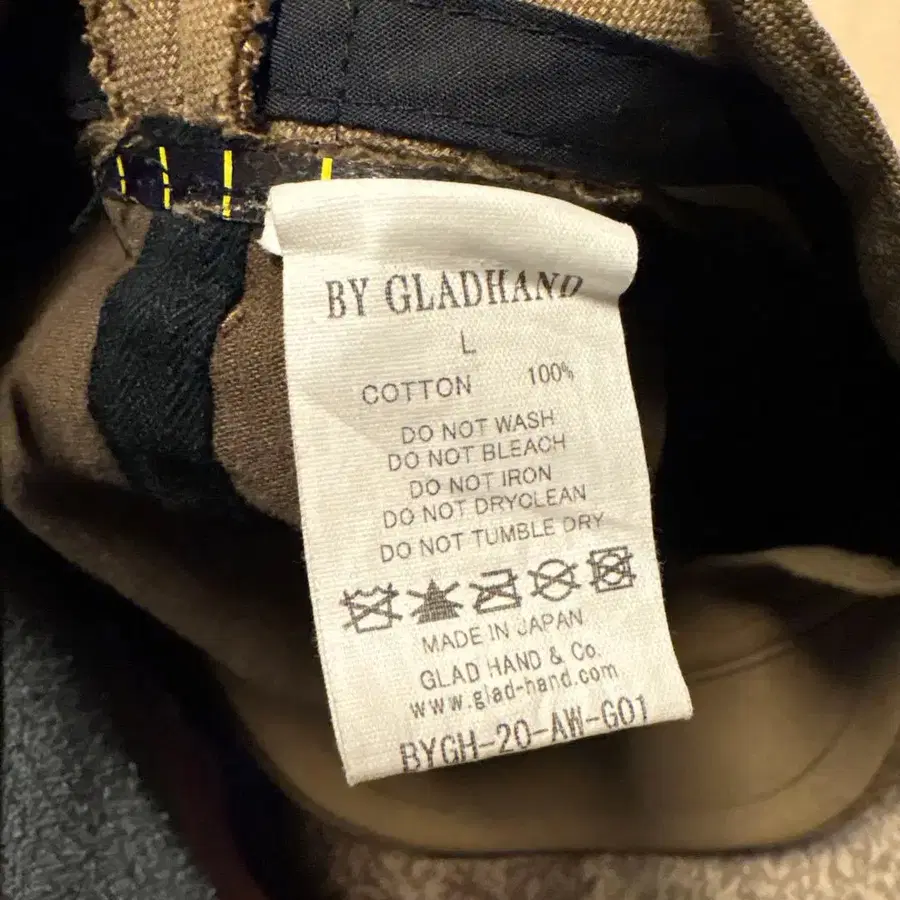 BY GLADHAND
L
COTTON 100%
DO NOT WASH
DO NOT BLEACH
DO NOT IRON
DO NOT DRYCLEAN
DO NOT TUMBLE DRY
MADE IN JAPAN
GLAD HAND & Co.
www.glad-hand.com
BYGH-20-AW-G01